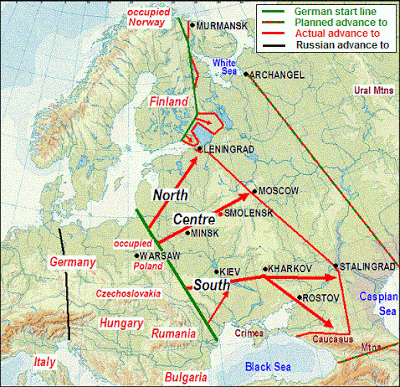 German start line
Planned advance to
Actual advance to
Russian advance to
occupied
Norway
MURMANSK
White
Sea
ARCHANGEL
Ural Mtns
Finland
LENINGRAD
North
MOSCOW
Centre
SMOLENSK
MINSK
occupied
Poland
WARSAW
Germany
South
KIEV
KHARKOV
STALINGRAD
Czechoslovakia
ROSTOV
Caspian
Sea
Hungary
Rumania
Crimea
Caucasus
Mtns
Italy
Black Sea
Bulgaria